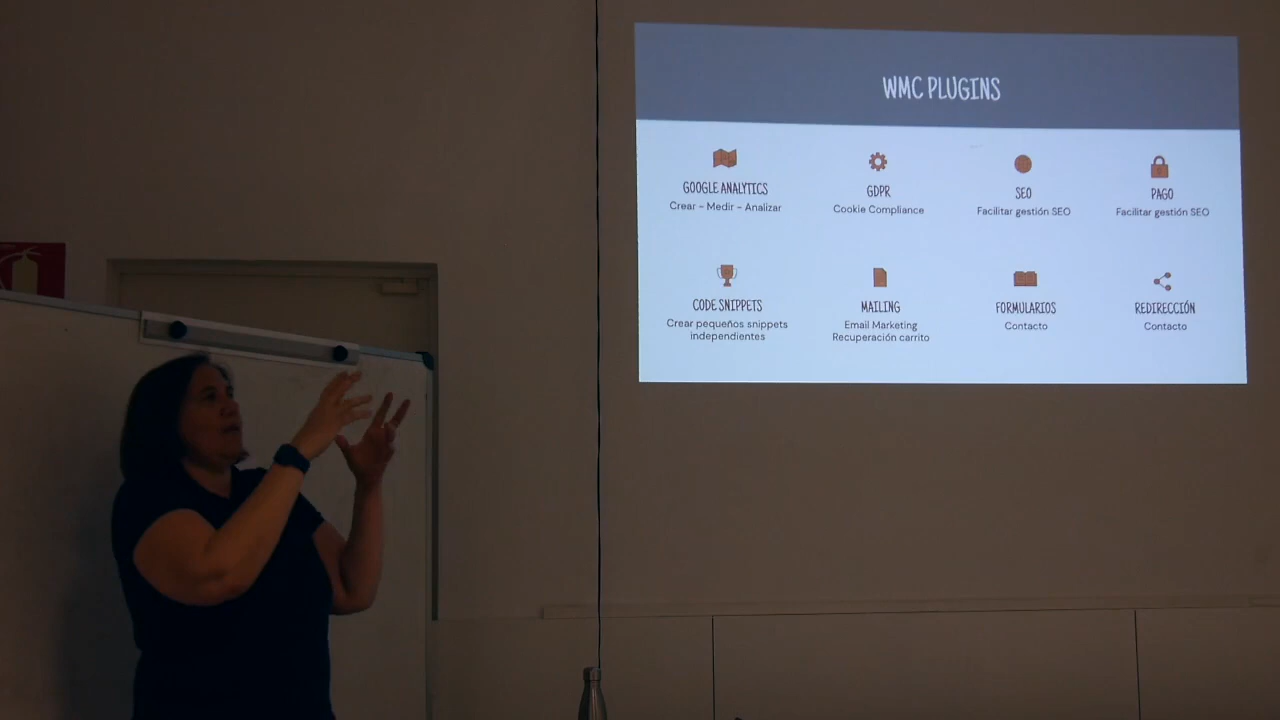 WMC PLUGINS
GOOGLE ANALYTICS
Crear – Medir – Analizar
GDPR
Cookie Compliance
SEO
Facilitar gestión SEO
PAGO
Facilitar gestión SEO
CODE SNIPPETS
Crear pequeños snippets
independientes
MAILING
Email Marketing
Recuperación carrito
FORMULARIOS
Contacto
REDIRECCIÓN
Contacto